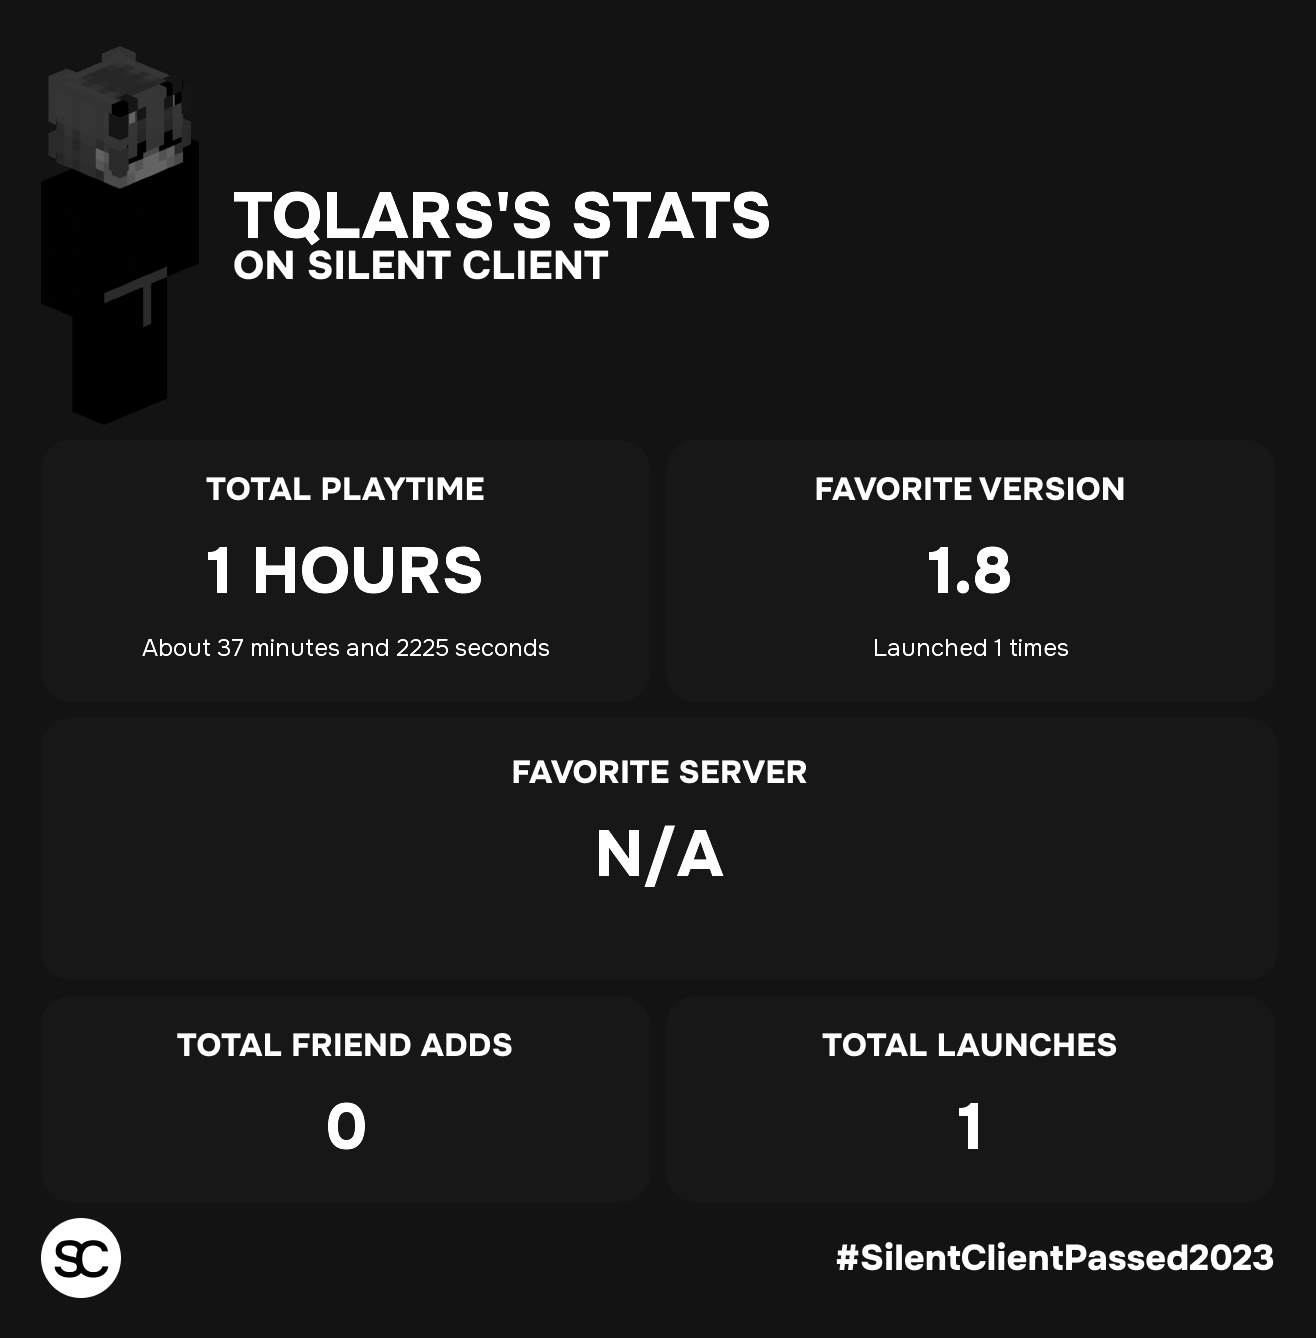 TQLARS'S STATS
ON SILENT CLIENT
TOTAL PLAYTIME
1 HOURS
About 37 minutes and 2225 seconds
FAVORITE VERSION
1.8
Launched 1 times
FAVORITE SERVER
N/A
TOTAL FRIEND ADDS
0
TOTAL LAUNCHES
1
SC
#SilentClientPassed2023